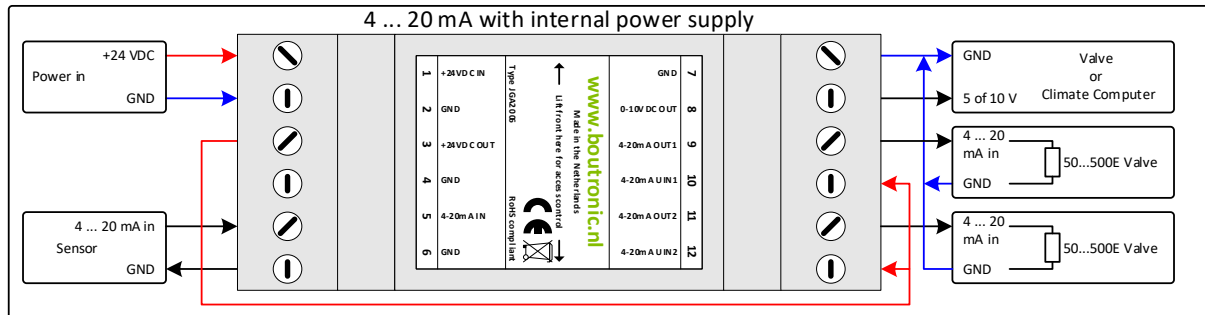 4 ... 20 mA with internal power supply
+24 VDC
Power in
GND
4 ... 20 mA in
Sensor
GND
1 +24VDC IN
2 GND
3 +24VDC OUT
4 GND
5 4-20mA IN
6 GND
Type JGA2006
RoHS compliant
Lift front here for access control
Made in the Netherlands
www.boutronic.nl
GND 7
0-10VDC OUT 8
4-20mA OUT1 9
4-20mA UIN1 10
4-20mA OUT2 11
4-20mA UIN2 12
GND
Valve
or
Climate Computer
5 of 10 V
4 ... 20
mA in
50...500E Valve
GND
4 ... 20
mA in
50...500E Valve
GND